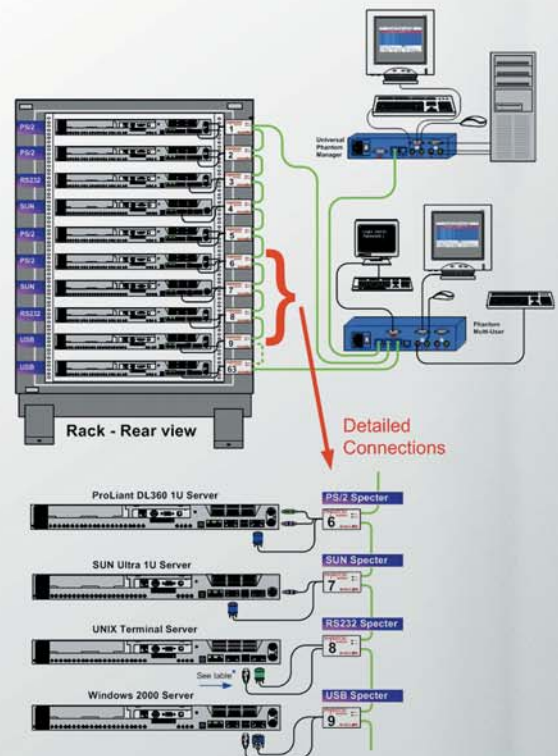 PS/2
1
PS/2
2
RS232
3
SUN
4
PS/2
5
PS/2
6
SUN
7
RS232
8
USB
9
USB
63
Rack - Rear view
Universal
Phantom
Manager
Phantom
Multi-User
Detailed
Connections
ProLiant DL360 1U Server
PS/2 Specter
6
SUN Ultra 1U Server
SUN Specter
7
UNIX Terminal Server
RS232 Specter
8
See table*
Windows 2000 Server
USB Specter
9